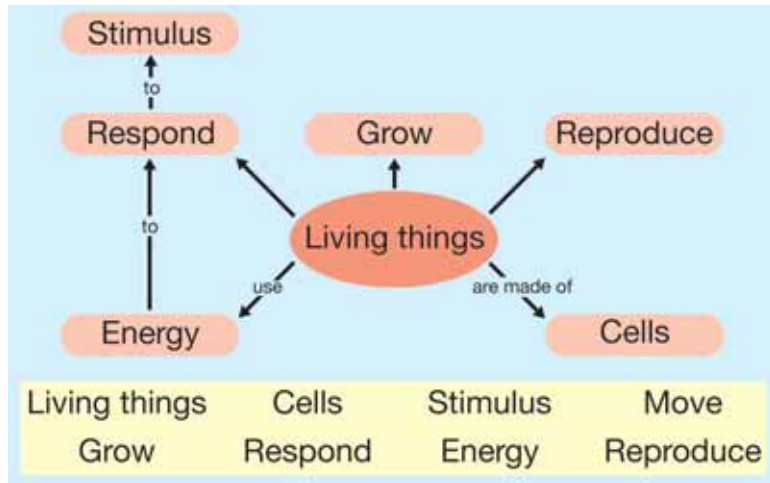 Stimulus
to
Respond
Grow
Reproduce
to
Living things
use
are made of
Energy
Cells
Living things Cells Stimulus Move
Grow Respond Energy Reproduce